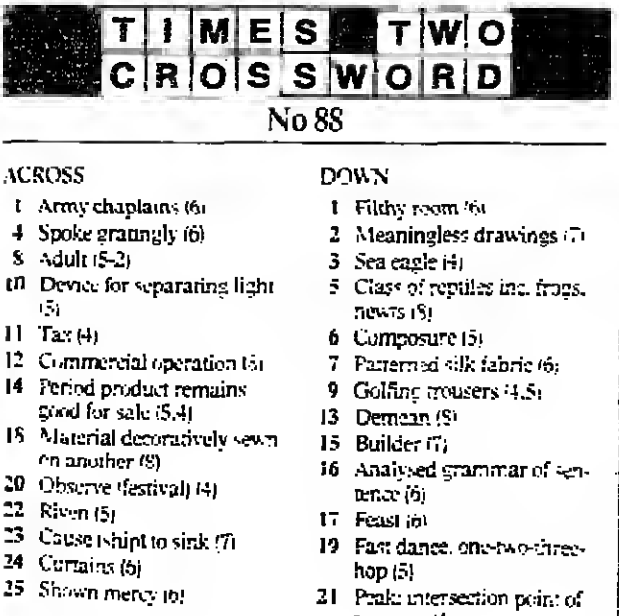 TIMES TWO
CROSSWORD
No 88
ACROSS
1 Army chaplains (6)
4 Spoke gratingly (6)
8 Adult (5-2)
10 Device for separating light
(5)
11 Tax (4)
12 Commercial operation (8)
14 Period product remains
good for sale (5,4)
18 Material decoratively sewn
on another (8)
20 Observe (festival) (4)
22 Riven (5)
23 Cause (ship) to sink (7)
24 Curtains (6)
25 Shown mercy (6)
DOWN
1 Filthy room (6)
2 Meaningless drawings (7)
3 Sea eagle (4)
5 Class of reptiles inc. frogs,
newts (8)
6 Composure (5)
7 Patterned silk fabric (6)
9 Golfing trousers (4,5)
13 Demean (8)
15 Builder (7)
16 Analysed grammar of sen-
tence (6)
17 Feast (6)
19 Fast dance, one-two-three-
hop (5)
21 Peak: intersection point of